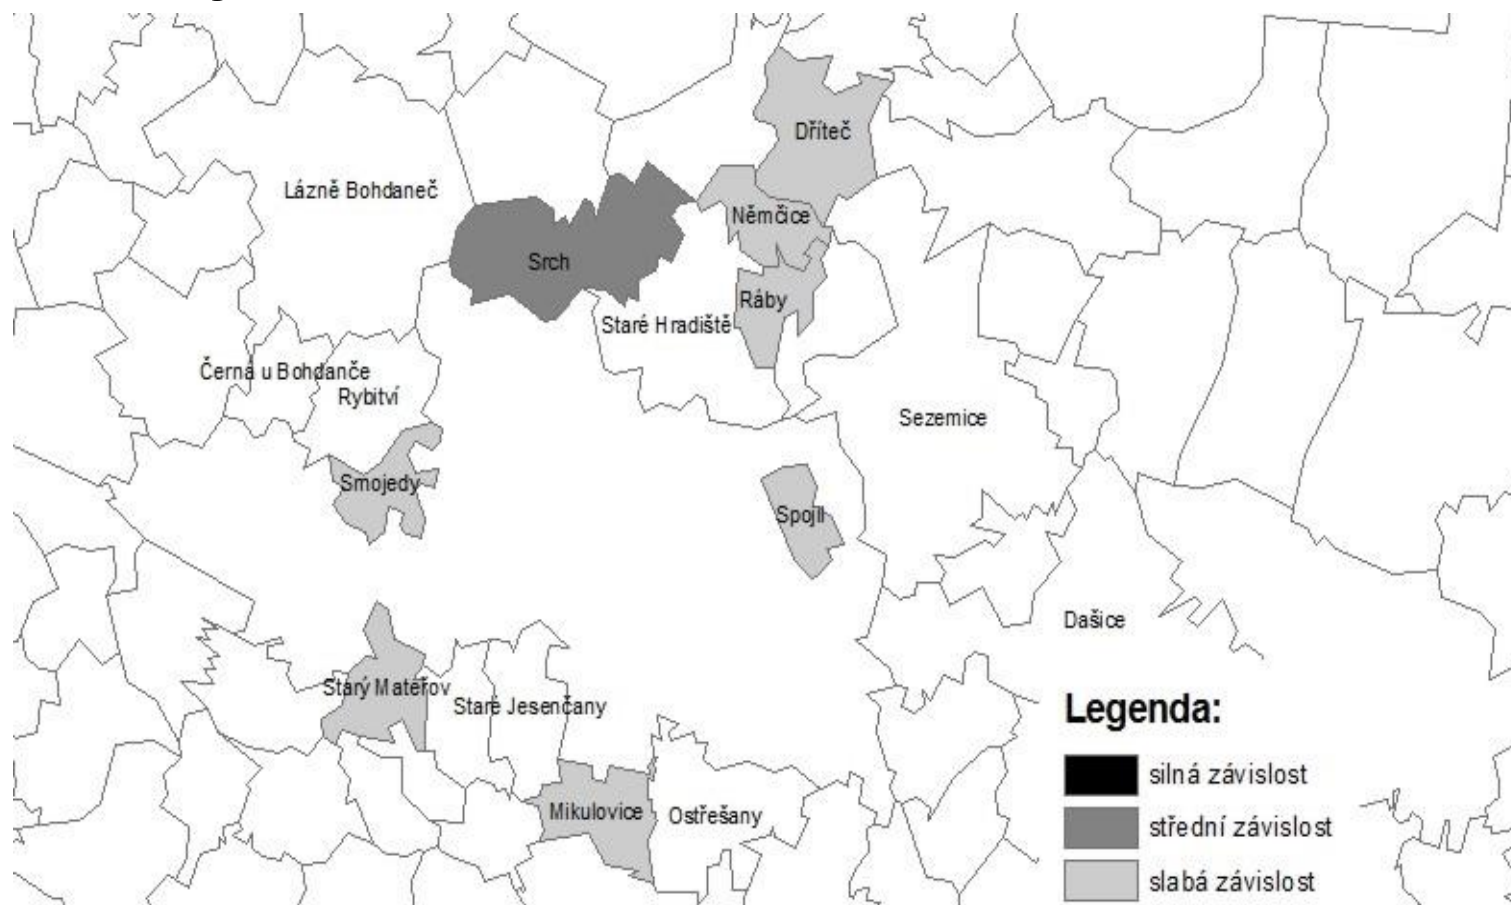 Dříteč
Lázně Bohdaneč
Němčice
Srch
Ráby
Staré Hradiště
Černá u Bohdanče
Rybitví
Sezemice
Smojedy
Spojil
Dašice
Starý Matěřov
Staré Jesenčany
Mikulovice
Ostřešany
Legenda:
silná závislost
střední závislost
slabá závislost